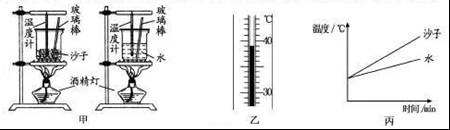 玻璃棒
温度计
沙子
玻璃棒
温度计
水
酒精灯
甲
℃
40
30
乙
温度/℃
沙子
水
时间/min
丙